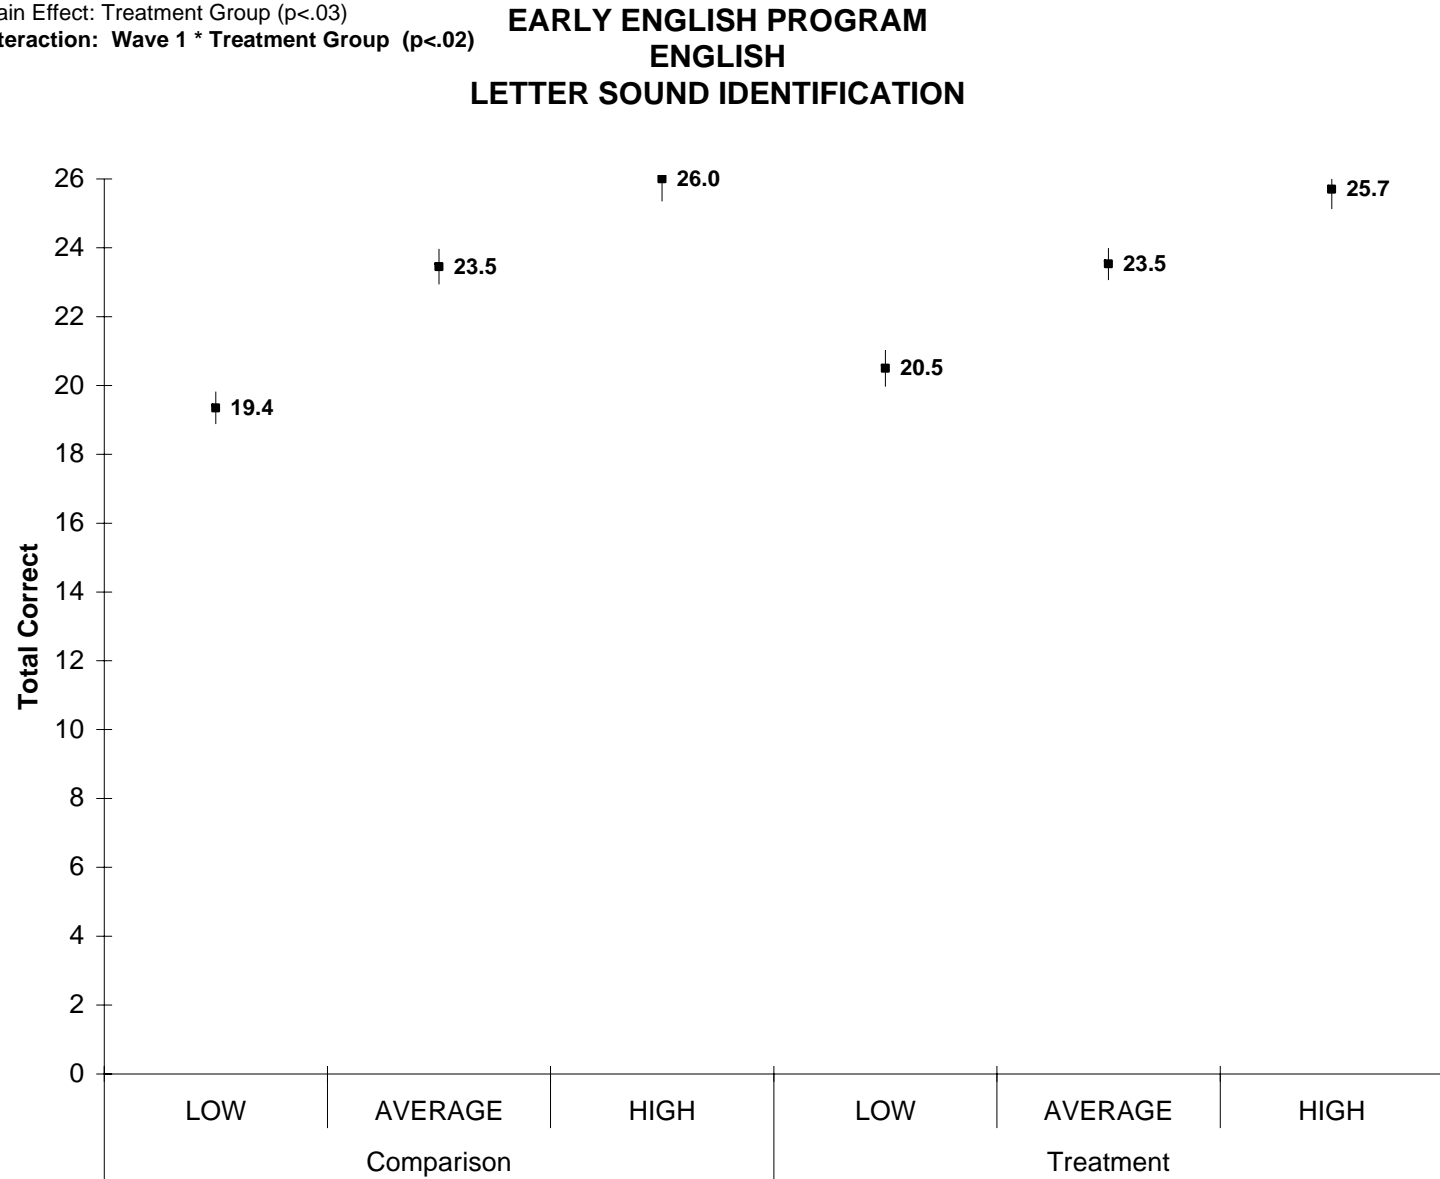 ain Effect: Treatment Group (p<.03)
teraction: Wave 1 * Treatment Group (p<.02)
EARLY ENGLISH PROGRAM
ENGLISH
LETTER SOUND IDENTIFICATION
26
24
22
20
18
16
14
12
10
8
6
4
2
0
Total Correct
19.4
23.5
26.0
20.5
23.5
25.7
LOW AVERAGE HIGH LOW AVERAGE HIGH
Comparison Treatment